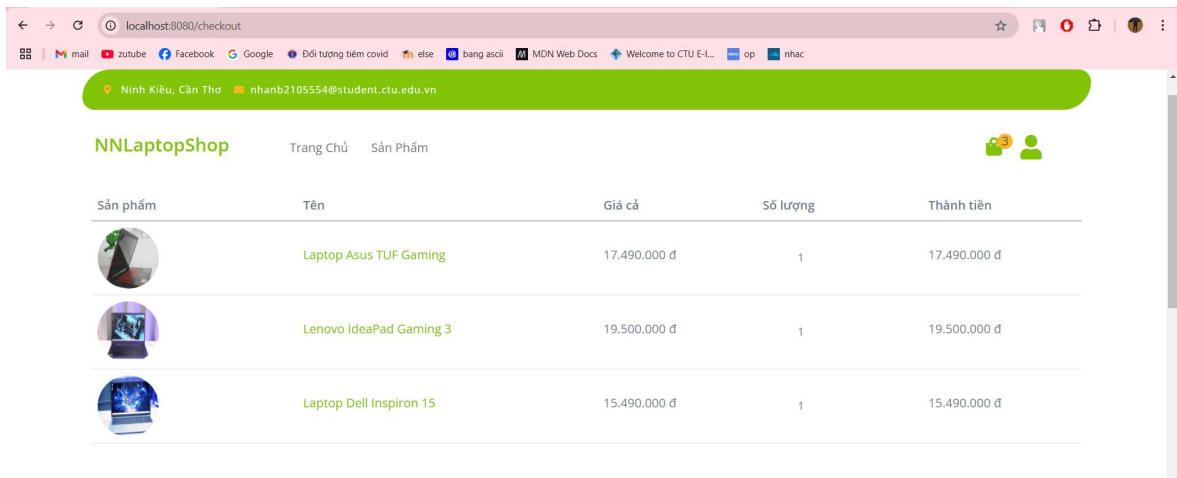 localhost:8080/checkout
mail zutube Facebook Google Đối tượng tiêm covid else bang ascii MDN Web Docs Welcome to CTU E-l... op nhac
Ninh Kiều, Cần Thơ nhanb2105554@student.ctu.edu.vn
NNLaptopShop Trang Chủ Sản Phẩm 3
Sản phẩm Tên Giá cả Số lượng Thành tiền
Laptop Asus TUF Gaming 17.490.000 đ 1 17.490.000 đ
Lenovo IdeaPad Gaming 3 19.500.000 đ 1 19.500.000 đ
Laptop Dell Inspiron 15 15.490.000 đ 1 15.490.000 đ